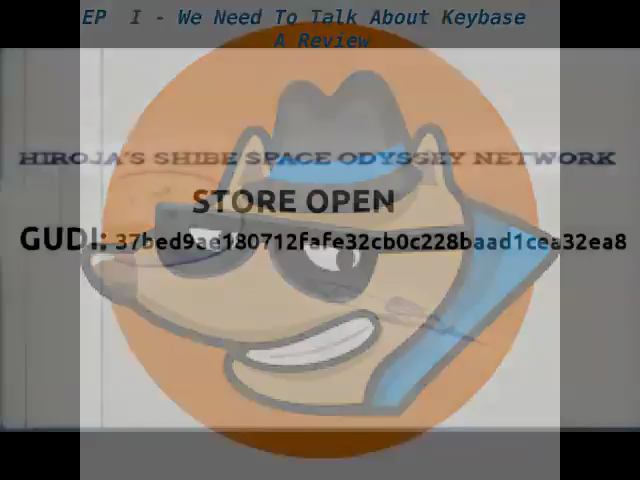 EP I - We Need To Talk About Keybase
A Review
HIROJA'S SHIBE SPACE ODYSSEY NETWORK
STORE OPEN
GUDI: 37bed9ae180712fafe32cb0c228baad1cea32ea8